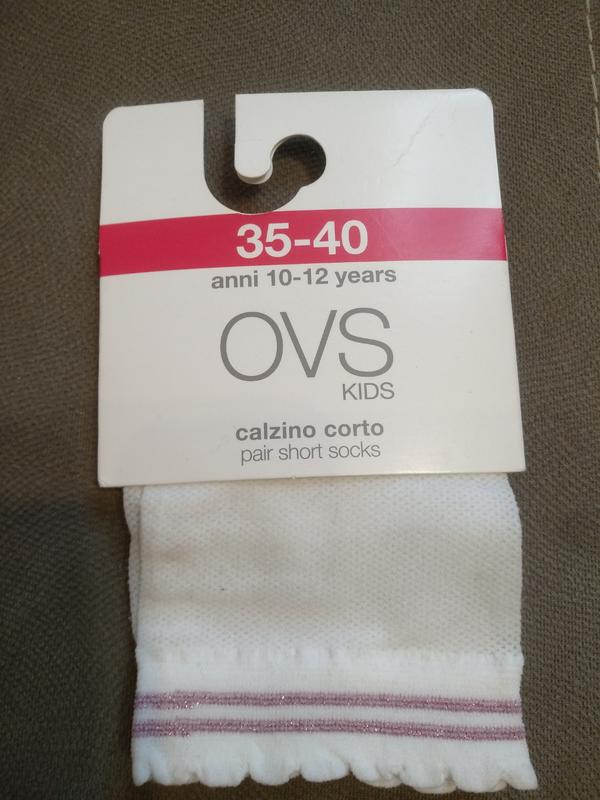 35-40
anni 10-12 years
OVS
KIDS
calzino corto
pair short socks